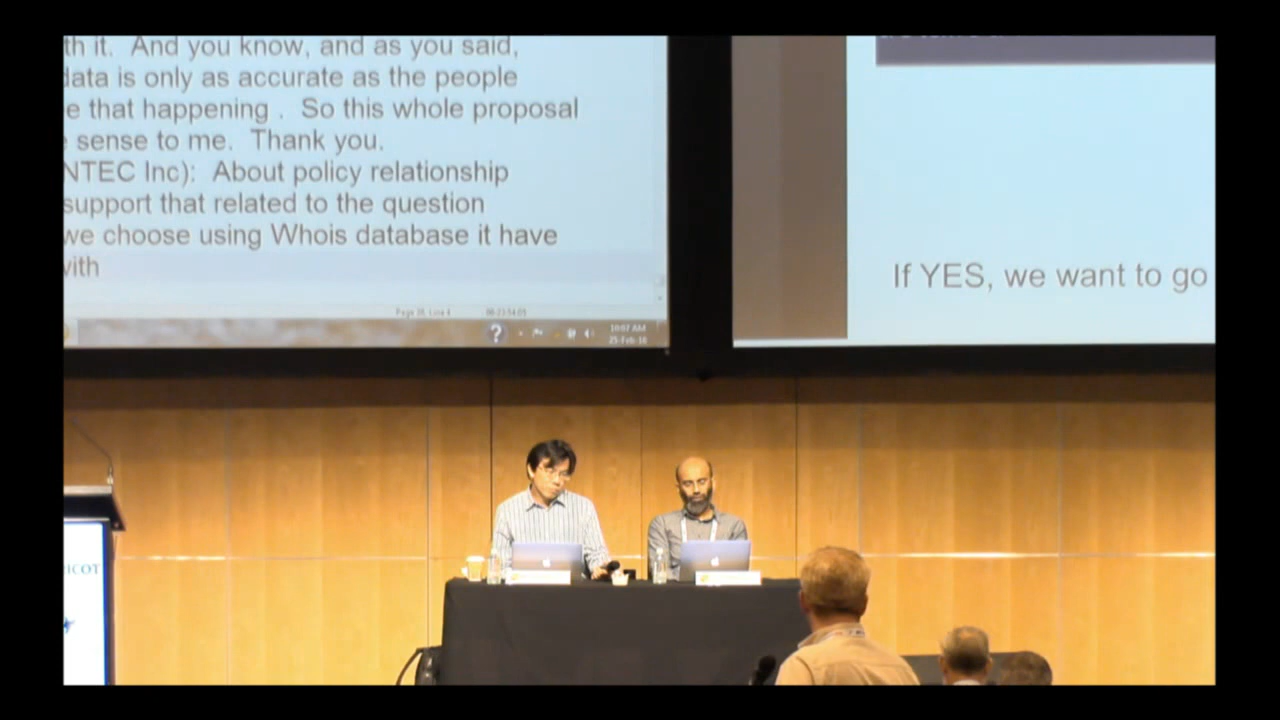 th it. And you know, and as you said,
data is only as accurate as the people
e that happening . So this whole proposal
e sense to me. Thank you.
NTEC Inc): About policy relationship
support that related to the question
we choose using Whois database it have
with
10:07 AM
25-Feb-16
If YES, we want to go
ICOT